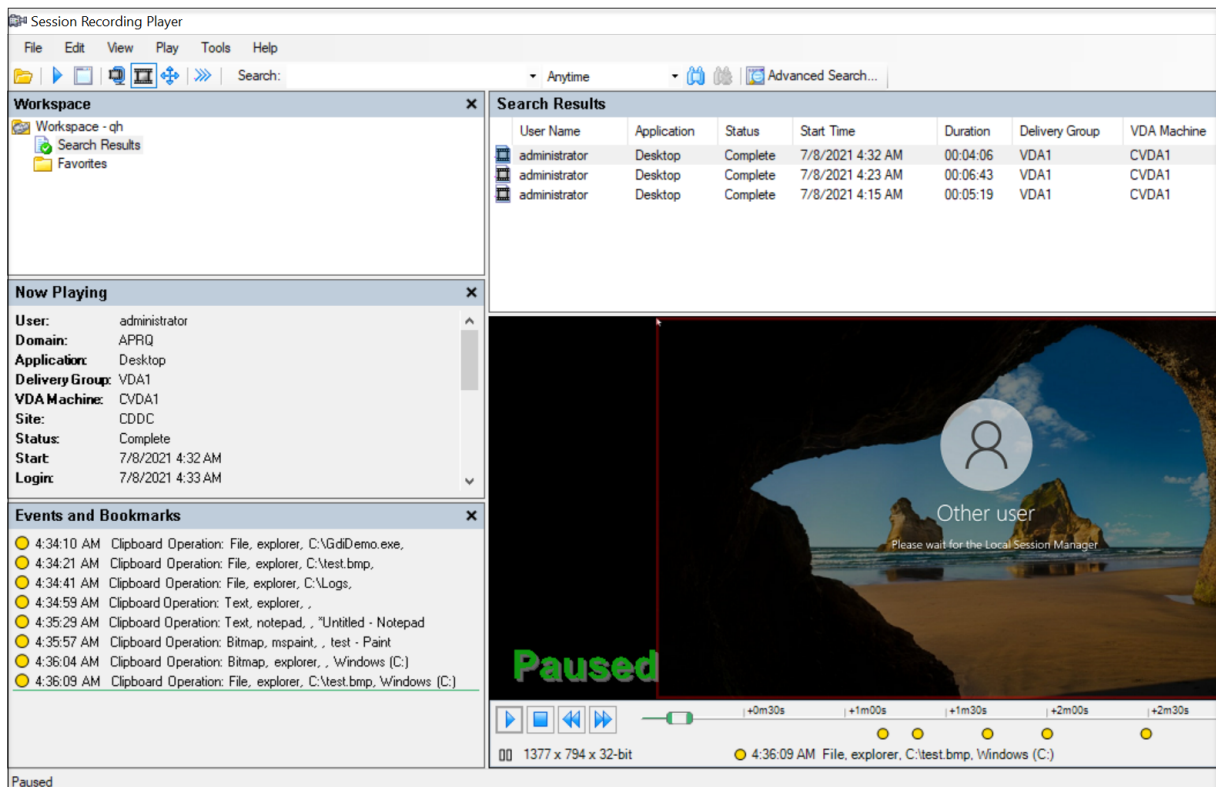 Session Recording Player
File Edit View Play Tools Help
Search: Anytime Advanced Search...
Workspace
Workspace - qh
Search Results
Favorites
Search Results
User Name Application Status Start Time Duration Delivery Group VDA Machine
administrator Desktop Complete 7/8/2021 4:32 AM 00:04:06 VDA1 CVDA1
administrator Desktop Complete 7/8/2021 4:23 AM 00:06:43 VDA1 CVDA1
administrator Desktop Complete 7/8/2021 4:15 AM 00:05:19 VDA1 CVDA1
Now Playing
User: administrator
Domain: APRQ
Application: Desktop
Delivery Group: VDA1
VDA Machine: CVDA1
Site: CDDC
Status: Complete
Start: 7/8/2021 4:32 AM
Login: 7/8/2021 4:33 AM
Events and Bookmarks
4:34:10 AM Clipboard Operation: File, explorer, C:\GdiDemo.exe,
4:34:21 AM Clipboard Operation: File, explorer, C:\test.bmp,
4:34:41 AM Clipboard Operation: File, explorer, C:\Logs,
4:34:59 AM Clipboard Operation: Text, explorer, ,
4:35:29 AM Clipboard Operation: Text, notepad, , *Untitled - Notepad
4:35:57 AM Clipboard Operation: Bitmap, mspaint, , test - Paint
4:36:04 AM Clipboard Operation: Bitmap, explorer, , Windows (C:)
4:36:09 AM Clipboard Operation: File, explorer, C:\test.bmp, Windows (C:)
Other user
Please wait for the Local Session Manager
Paused
+0m30s +1m00s +1m30s +2m00s +2m30s
1377 x 794 x 32-bit
4:36:09 AM File, explorer, C:\test.bmp, Windows (C:)
Paused